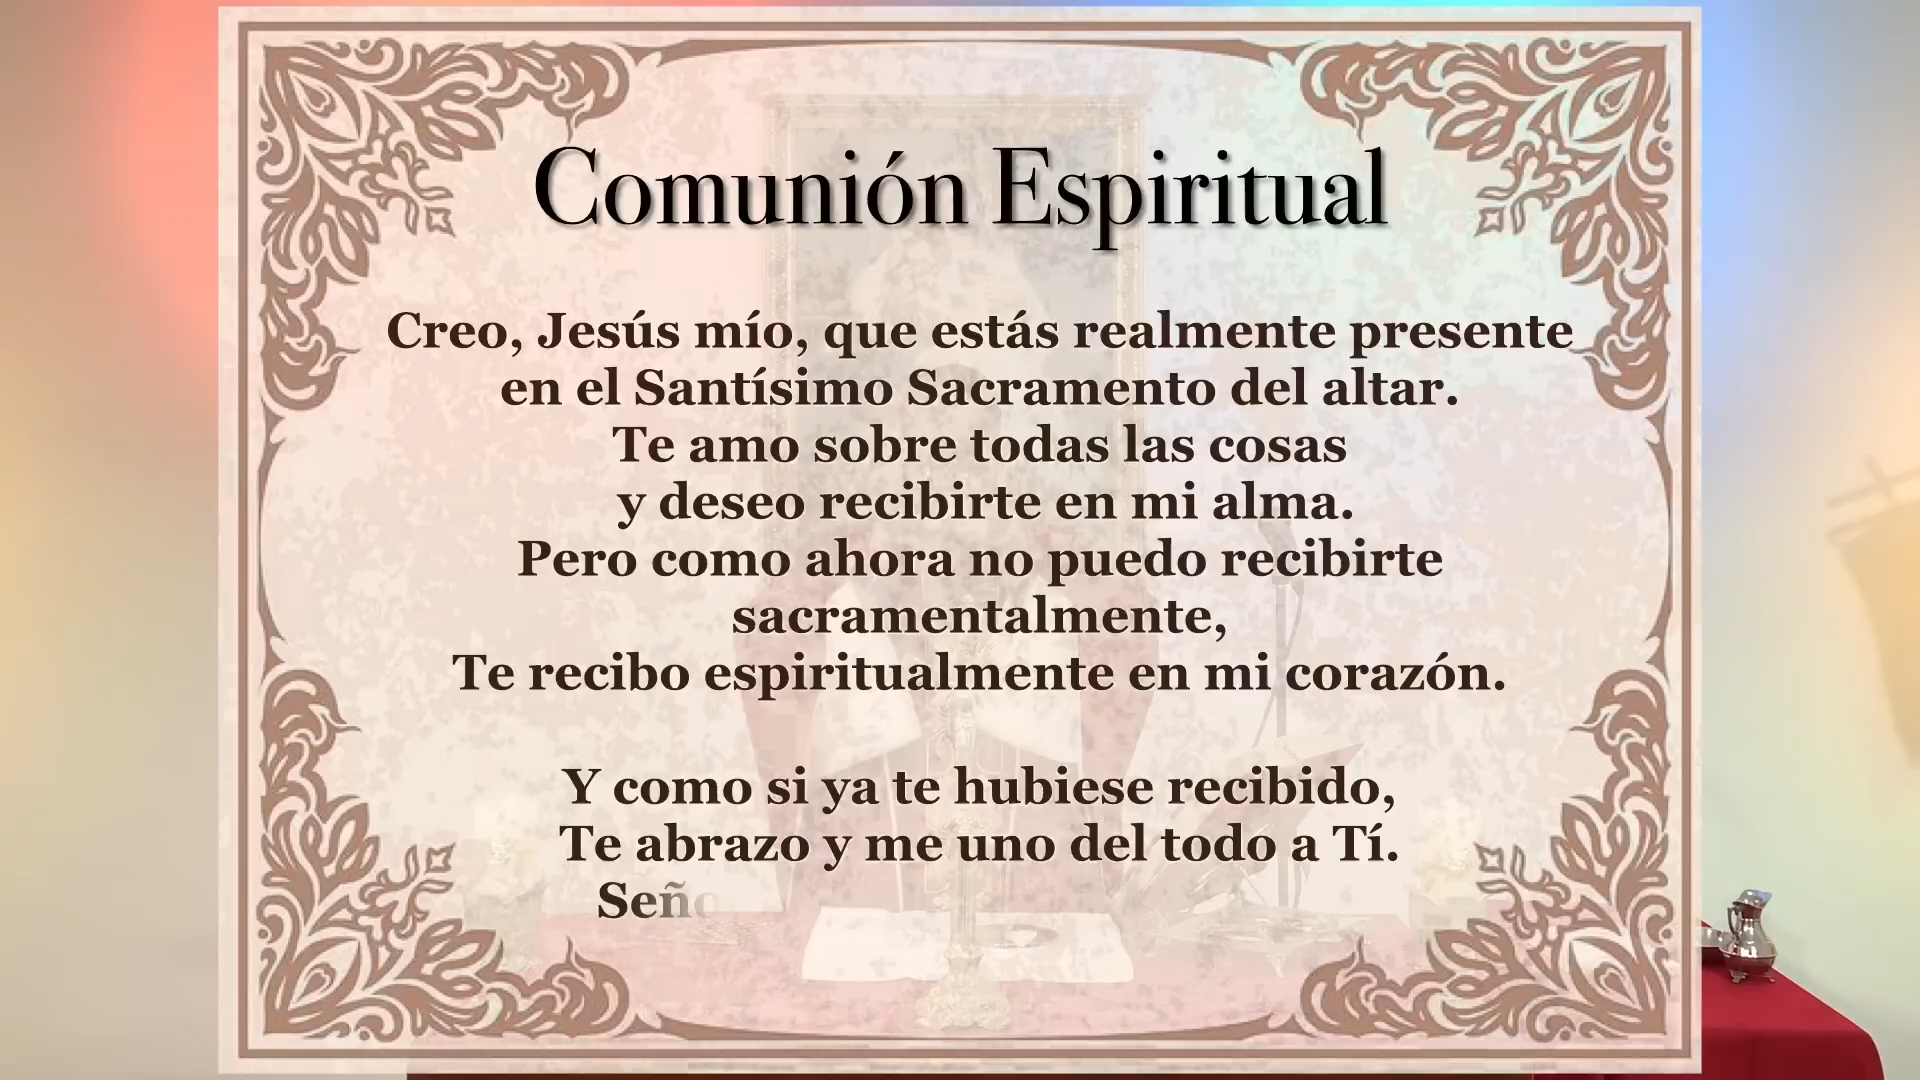 Comunión Espiritual
Creo, Jesús mío, que estás realmente presente
en el Santísimo Sacramento del altar.
Te amo sobre todas las cosas
y deseo recibirte en mi alma.
Pero como ahora no puedo recibirte
sacramentalmente,
Te recibo espiritualmente en mi corazón.
Y como si ya te hubiese recibido,
Te abrazo y me uno del todo a Tí.